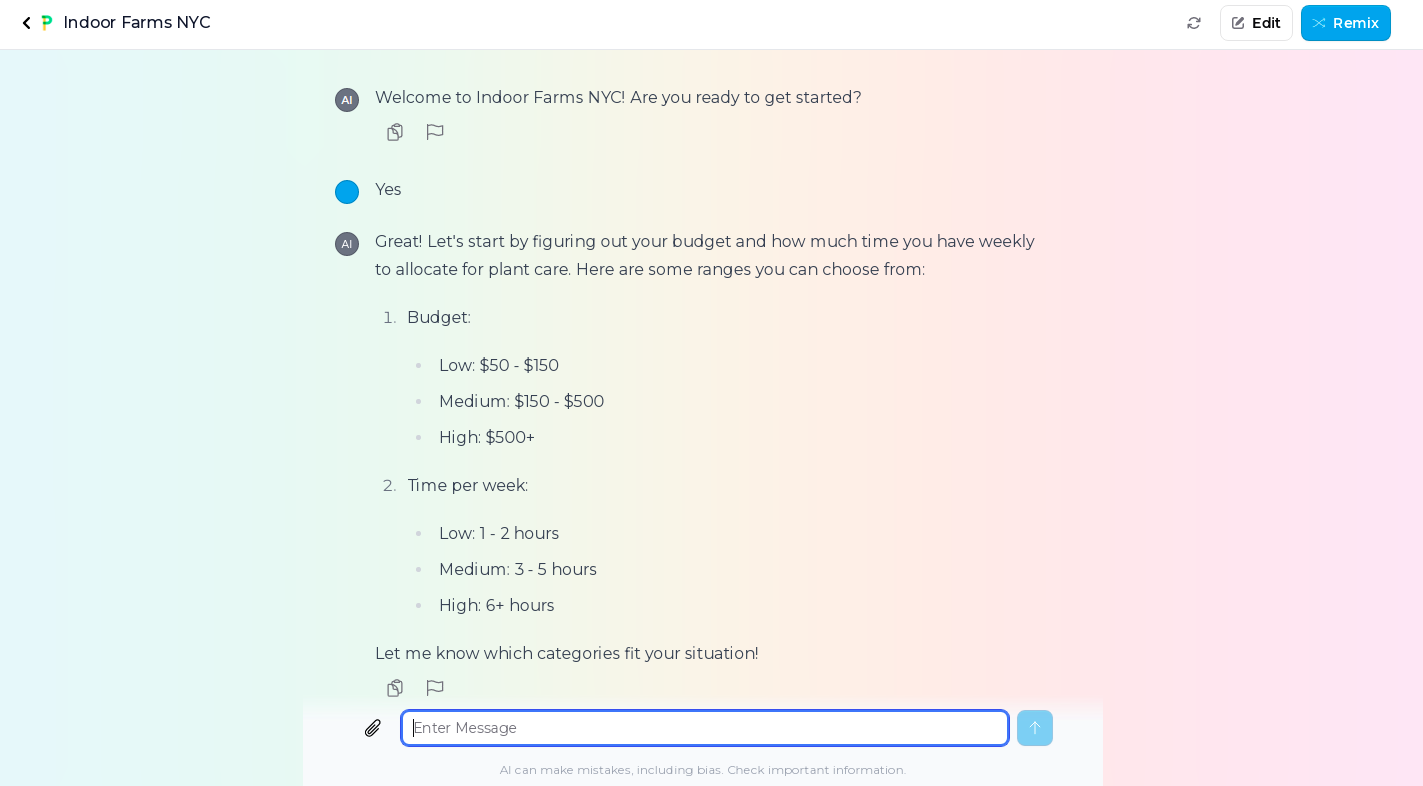 Indoor Farms NYC
Edit
Remix
AI
Welcome to Indoor Farms NYC! Are you ready to get started?
Yes
AI
Great! Let's start by figuring out your budget and how much time you have weekly
to allocate for plant care. Here are some ranges you can choose from:
1. Budget:
• Low: $50 - $150
• Medium: $150 - $500
• High: $500+
2. Time per week:
• Low: 1 - 2 hours
• Medium: 3 - 5 hours
• High: 6+ hours
Let me know which categories fit your situation!
Enter Message
AI can make mistakes, including bias. Check important information.